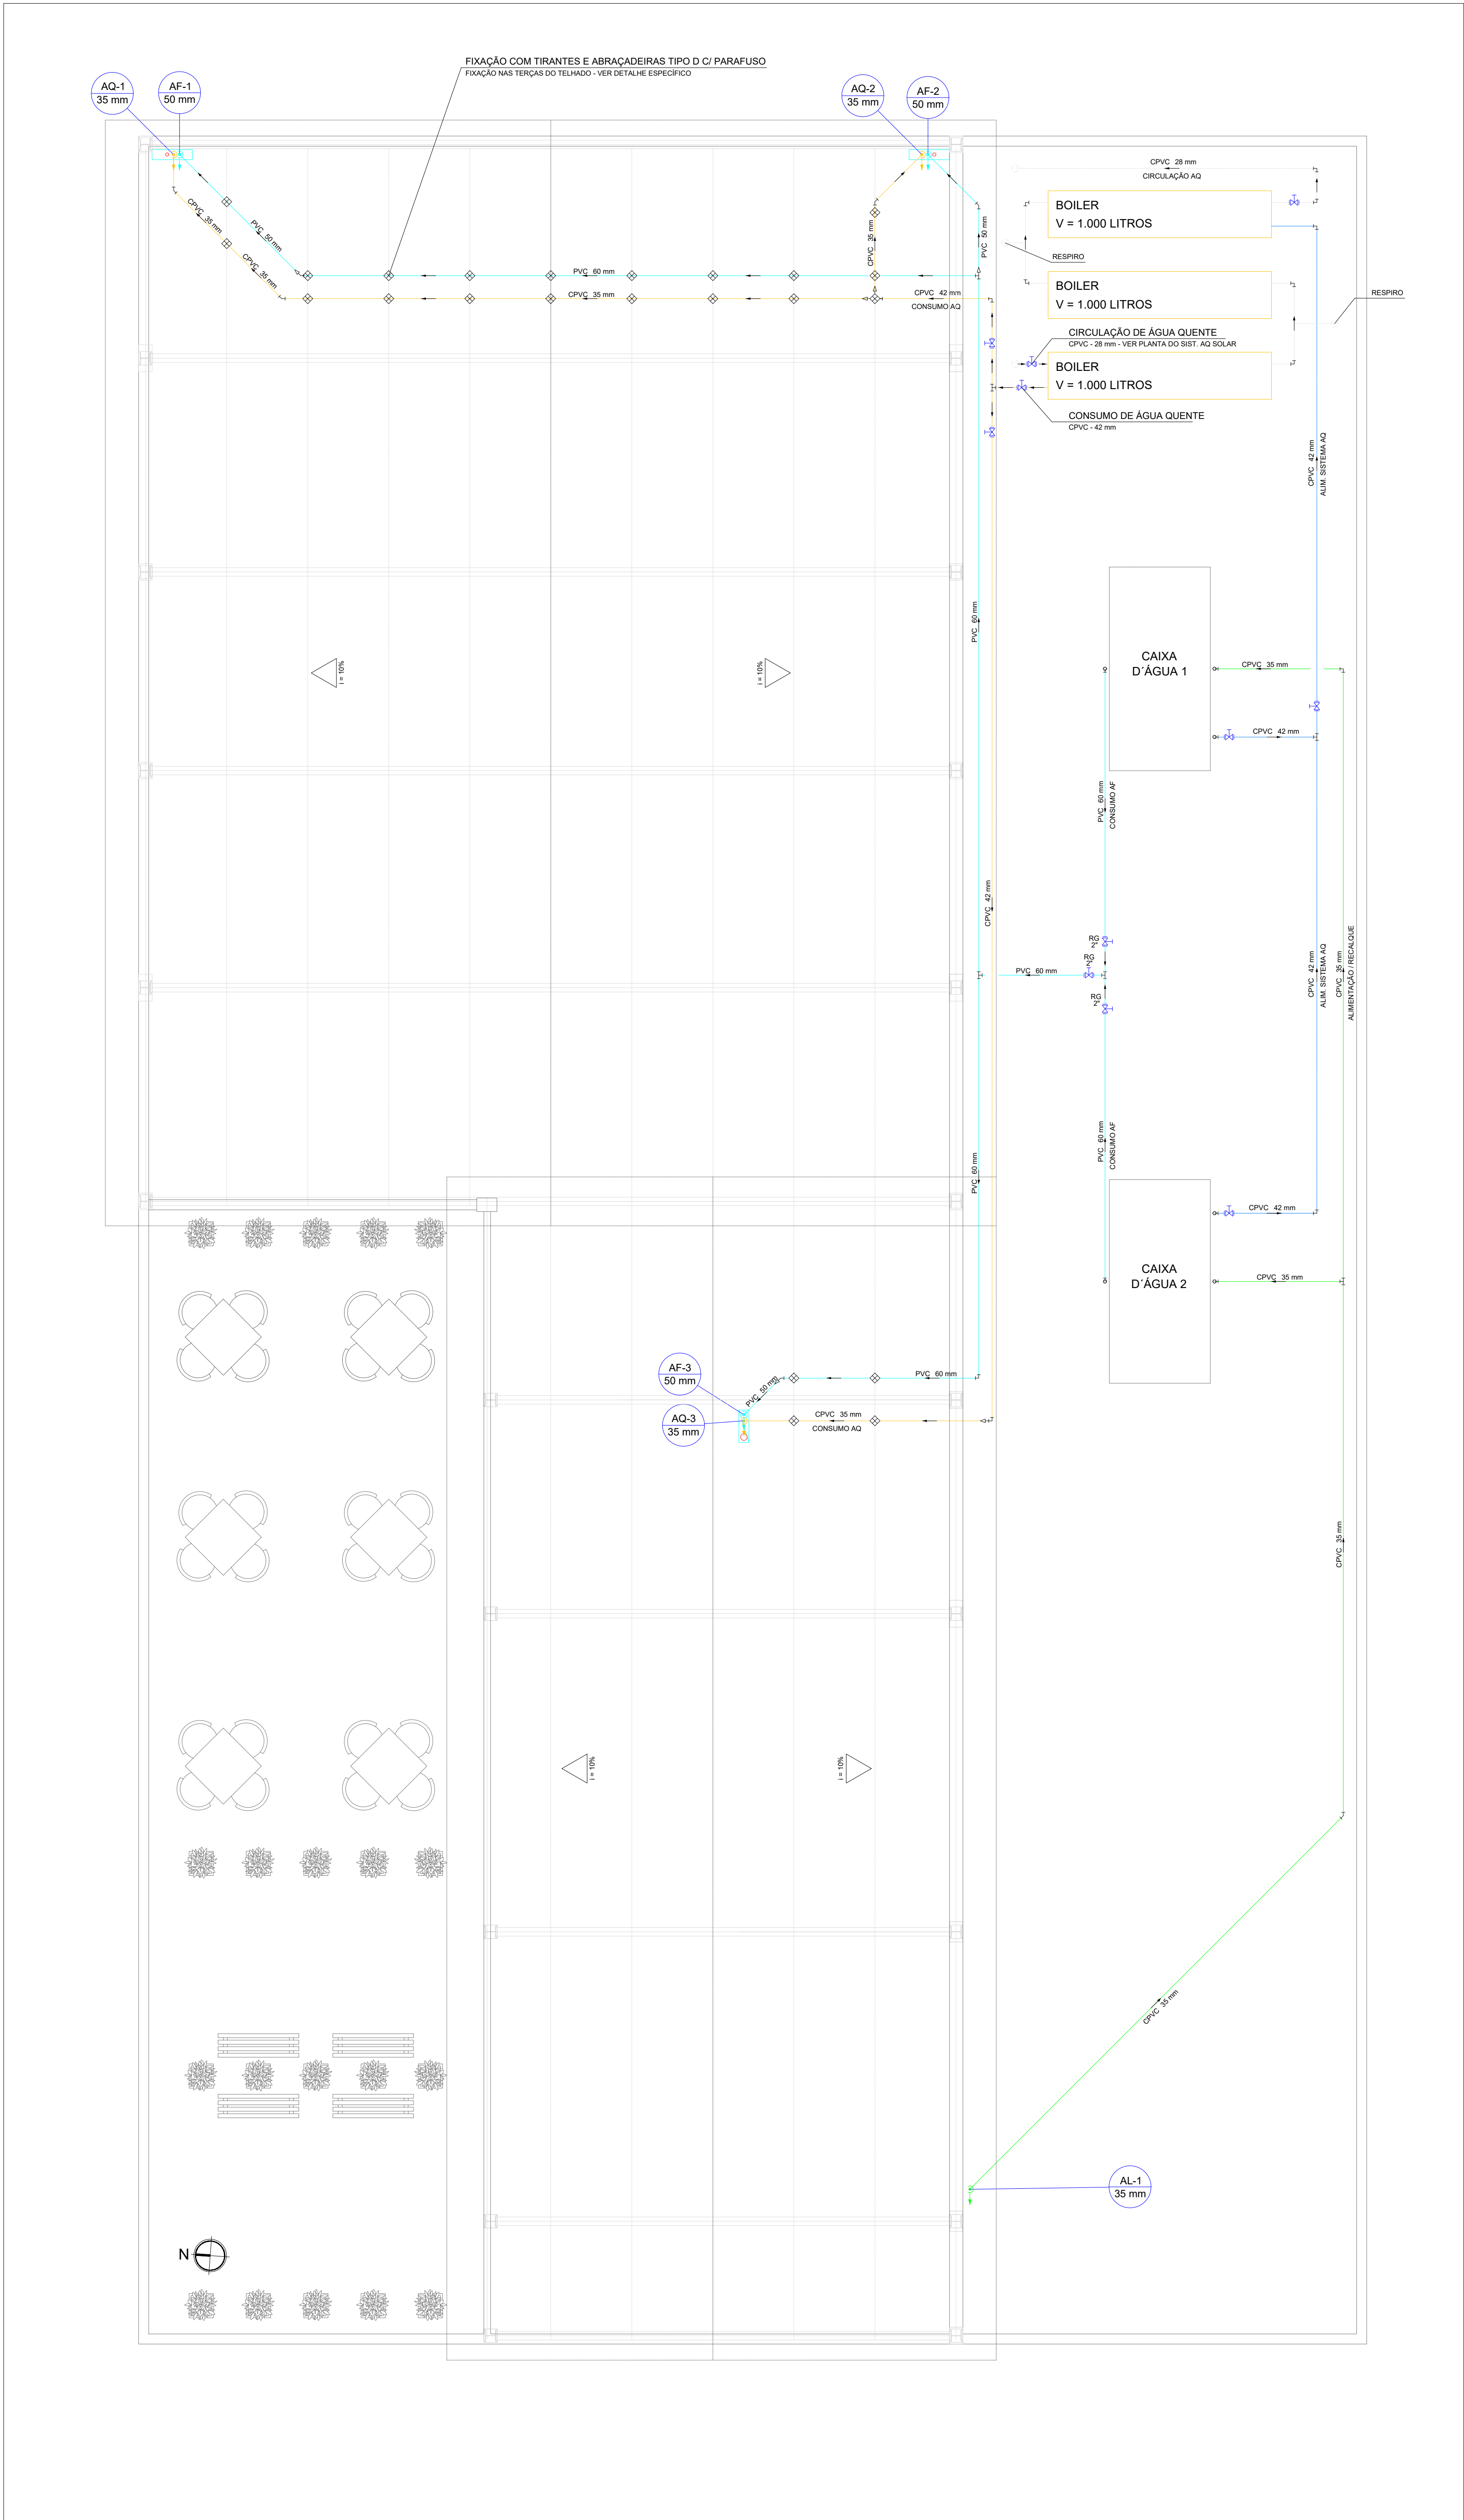 FIXAÇÃO COM TIRANTES E ABRAÇADEIRAS TIPO D C/ PARAFUSO
FIXAÇÃO NAS TERÇAS DO TELHADO - VER DETALHE ESPECÍFICO
AQ-1
35 mm
AF-1
50 mm
AQ-2
35 mm
AF-2
50 mm
CPVC 28 mm
CIRCULAÇÃO AQ
BOILER
V = 1.000 LITROS
RESPIRO
BOILER
V = 1.000 LITROS
RESPIRO
CIRCULAÇÃO DE ÁGUA QUENTE
CPVC - 28 mm - VER PLANTA DO SIST. AQ SOLAR
BOILER
V = 1.000 LITROS
CONSUMO DE ÁGUA QUENTE
CPVC - 42 mm
CPVC 35 mm
PVC 50 mm
CPVC 35 mm
CPVC 35 mm
PVC 50 mm
PVC 60 mm
CPVC 35 mm
CPVC 42 mm
CONSUMO AQ
CPVC 42 mm
ALIM. SISTEMA AQ
PVC 60 mm
i = 10%
i = 10%
CAIXA
D´ÁGUA 1
CPVC 35 mm
CPVC 42 mm
PVC 60 mm
CONSUMO AF
CPVC 42 mm
RG
2"
RG
2"
PVC 60 mm
RG
2"
CPVC 42 mm
ALIM. SISTEMA AQ
CPVC 35 mm
ALIMENTAÇÃO / RECALQUE
PVC 60 mm
CONSUMO AF
PVC 60 mm
CPVC 42 mm
CAIXA
D´ÁGUA 2
CPVC 35 mm
AF-3
50 mm
PVC 50 mm
PVC 60 mm
AQ-3
35 mm
CPVC 35 mm
CONSUMO AQ
CPVC 35 mm
i = 10%
i = 10%
CPVC 35 mm
AL-1
35 mm
N